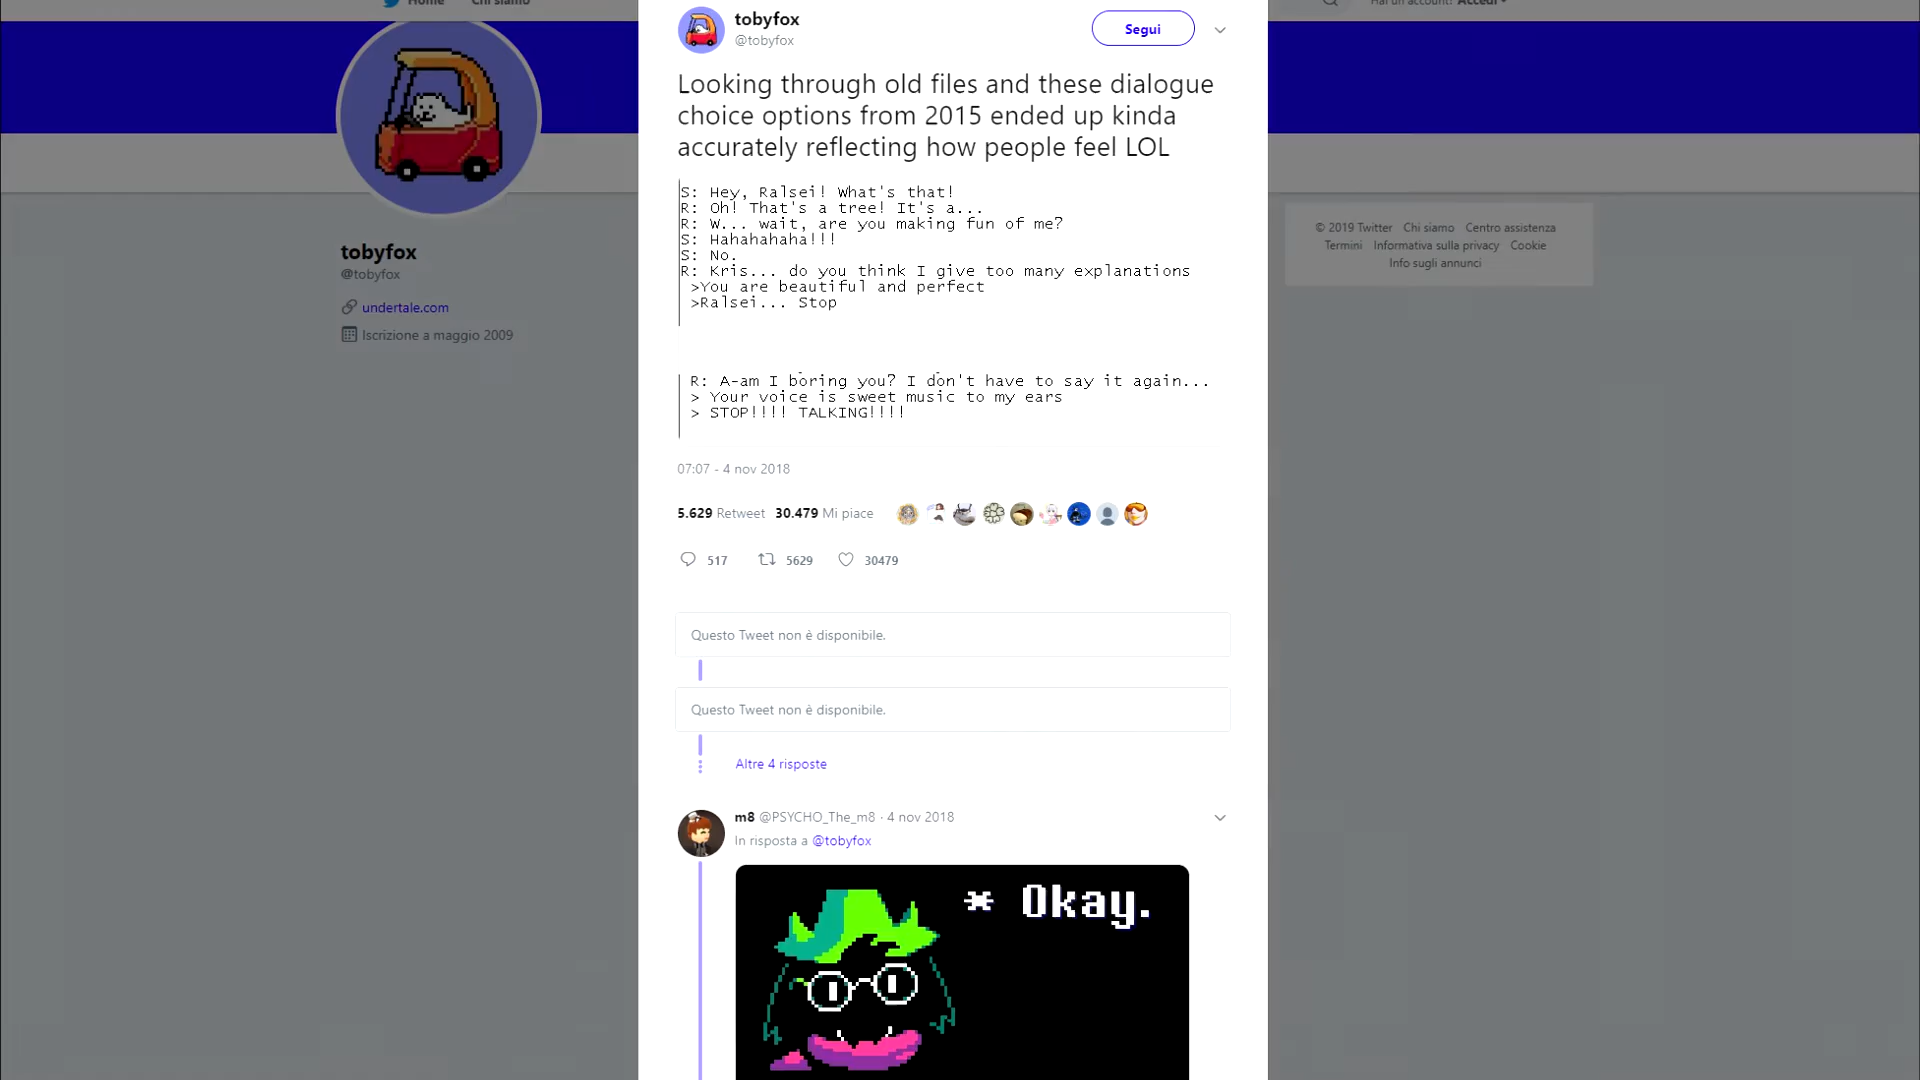 Home Chi siamo
Hai un account? Accedi
tobyfox
@tobyfox
Segui
Looking through old files and these dialogue
choice options from 2015 ended up kinda
accurately reflecting how people feel LOL
S: Hey, Ralsei! What's that!
R: Oh! That's a tree! It's a...
R: W... wait, are you making fun of me?
S: Hahahahaha!!!
S: No.
R: Kris... do you think I give too many explanations
>You are beautiful and perfect
>Ralsei... Stop
R: A-am I boring you? I don't have to say it again...
> Your voice is sweet music to my ears
> STOP!!!! TALKING!!!!
07:07 - 4 nov 2018
5.629 Retweet 30.479 Mi piace
517 5629 30479
Questo Tweet non è disponibile.
Questo Tweet non è disponibile.
Altre 4 risposte
m8 @PSYCHO_The_m8 · 4 nov 2018
In risposta a @tobyfox
* Okay.
tobyfox
@tobyfox
undertale.com
Iscrizione a maggio 2009
© 2019 Twitter Chi siamo Centro assistenza
Termini Informativa sulla privacy Cookie
Info sugli annunci